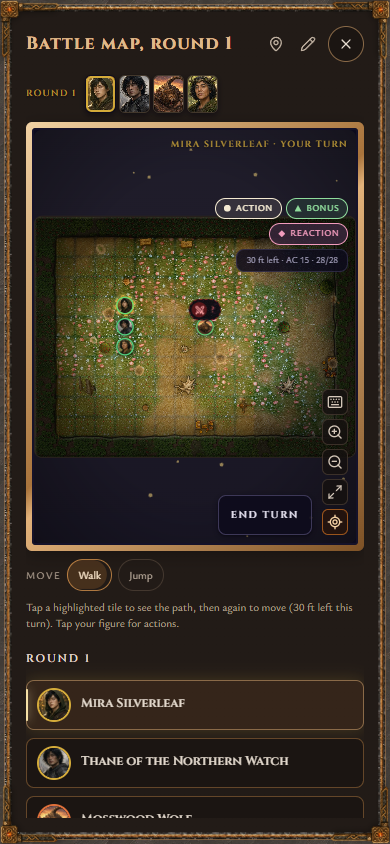 Battle map, round 1
ROUND 1
MIRA SILVERLEAF · YOUR TURN
ACTION
BONUS
REACTION
30 ft left · AC 15 · 28/28
END TURN
MOVE
Walk
Jump
Tap a highlighted tile to see the path, then again to move (30 ft left this
turn). Tap your figure for actions.
ROUND 1
Mira Silverleaf
Thane of the Northern Watch
Mosswood Wolf